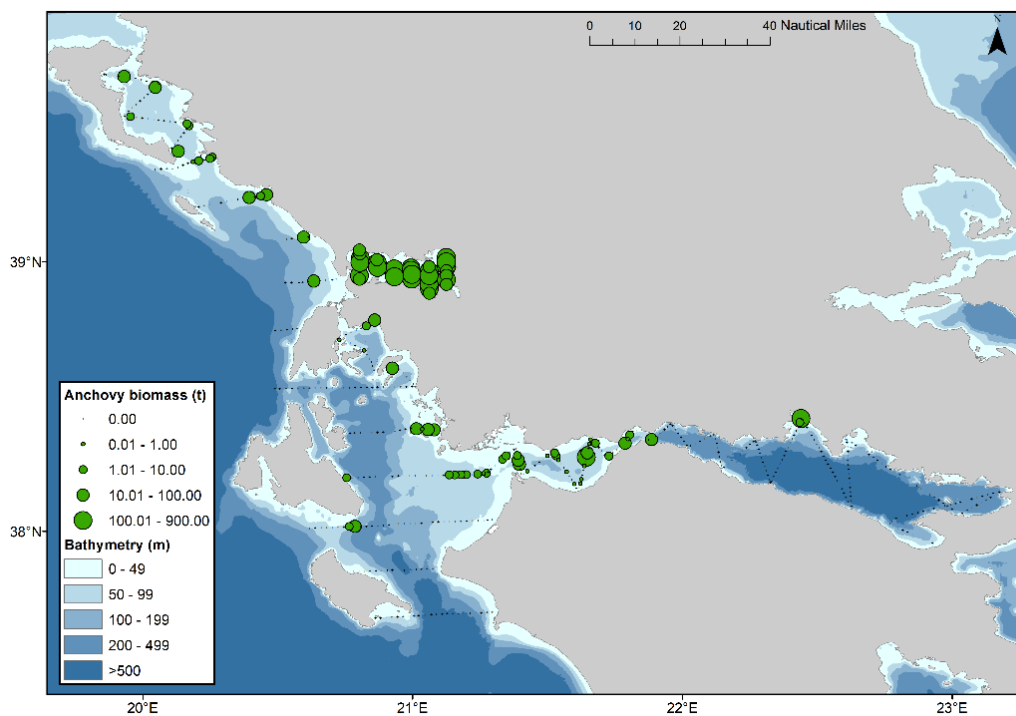 0 10 20 40 Nautical Miles
N
39°N
38°N
Anchovy biomass (t)
0.00
0.01 - 1.00
1.01 - 10.00
10.01 - 100.00
100.01 - 900.00
Bathymetry (m)
0 - 49
50 - 99
100 - 199
200 - 499
>500
20°E 21°E 22°E 23°E